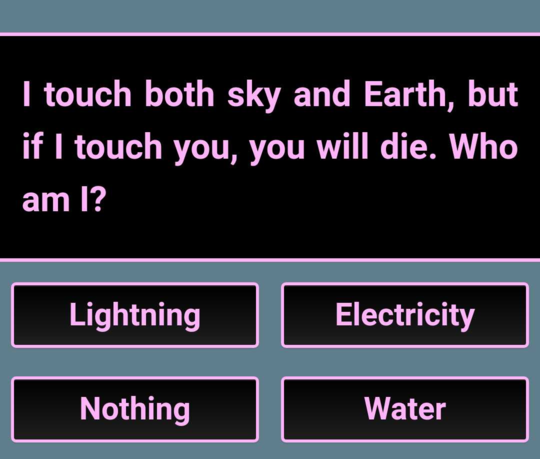 I touch both sky and Earth, but
if I touch you, you will die. Who
am I?
Lightning
Electricity
Nothing
Water